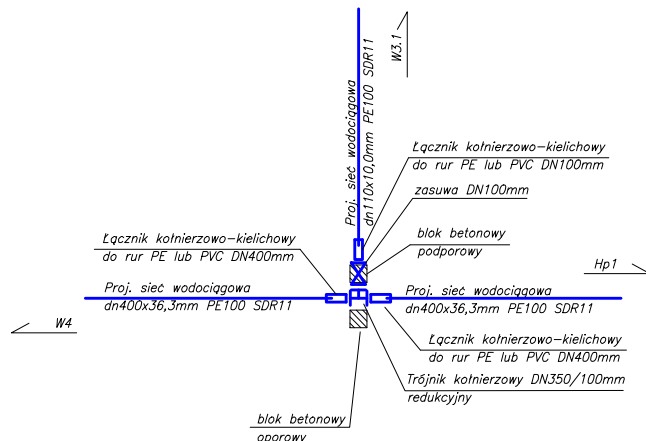 W3.1
Proj. sieć wodociągowa
dn110x10,0mm PE100 SDR11
Łącznik kołnierzowo-kielichowy
do rur PE lub PVC DN100mm
zasuwa DN100mm
blok betonowy
podporowy
Łącznik kołnierzowo-kielichowy
do rur PE lub PVC DN400mm
Hp1
Proj. sieć wodociągowa
dn400x36,3mm PE100 SDR11
Proj. sieć wodociągowa
dn400x36,3mm PE100 SDR11
W4
Łącznik kołnierzowo-kielichowy
do rur PE lub PVC DN400mm
Trójnik kołnierzowy DN350/100mm
redukcyjny
blok betonowy
oporowy